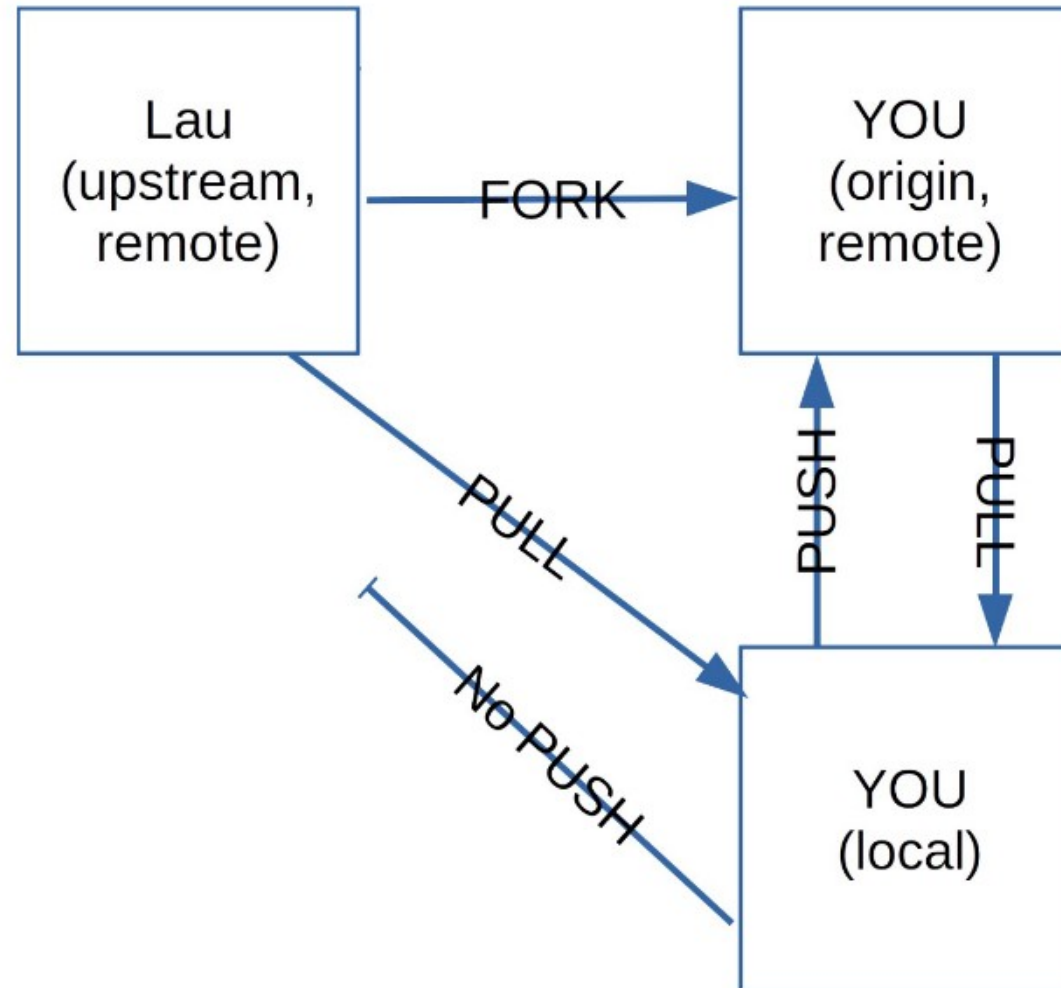 Lau
(upstream,
remote)
FORK
YOU
(origin,
remote)
PULL
No PUSH
PUSH
PULL
YOU
(local)